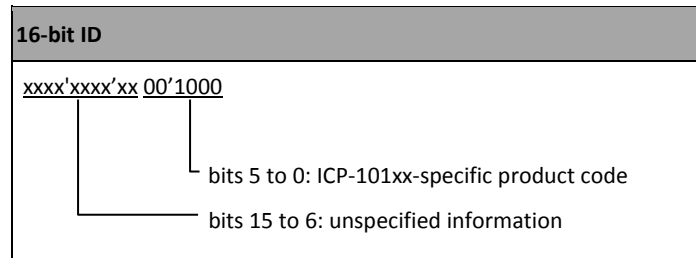 16-bit ID
xxxx'xxxx’xx 00’1000
bits 5 to 0: ICP-101xx-specific product code
bits 15 to 6: unspecified information